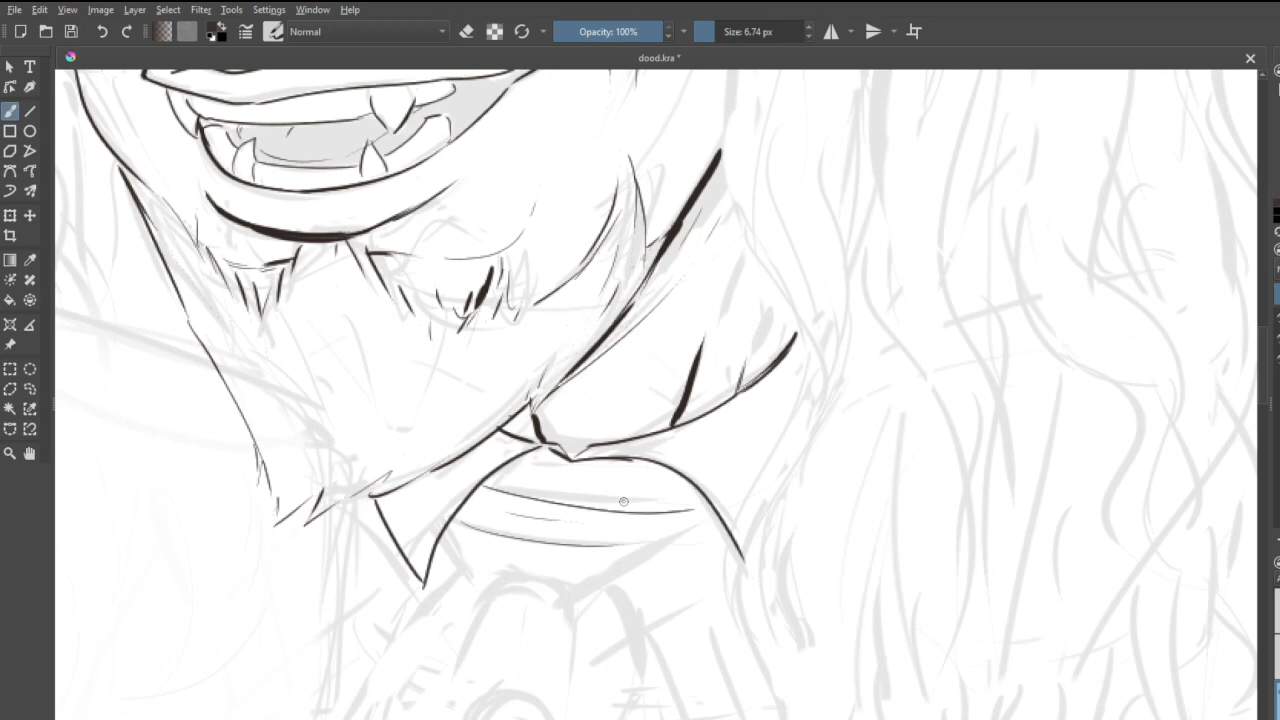 File Edit View Image Layer Select Filter Tools Settings Window Help
Normal Opacity: 100% Size: 6.74 px
dood.kra *
T